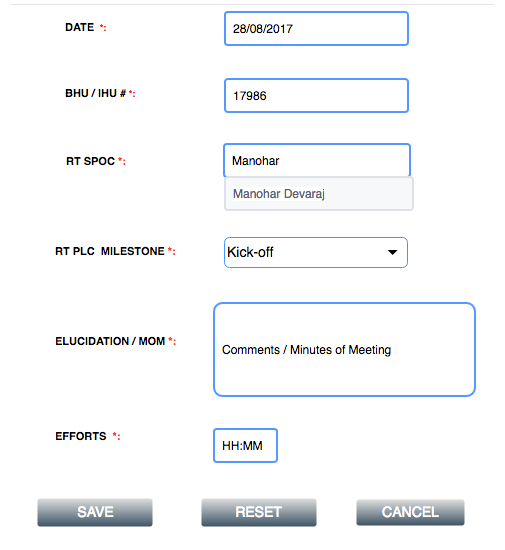 DATE *:
28/08/2017
BHU / IHU # *:
17986
RT SPOC *:
Manohar
Manohar Devaraj
RT PLC MILESTONE *:
Kick-off
ELUCIDATION / MOM *:
Comments / Minutes of Meeting
EFFORTS *:
HH:MM
SAVE RESET CANCEL